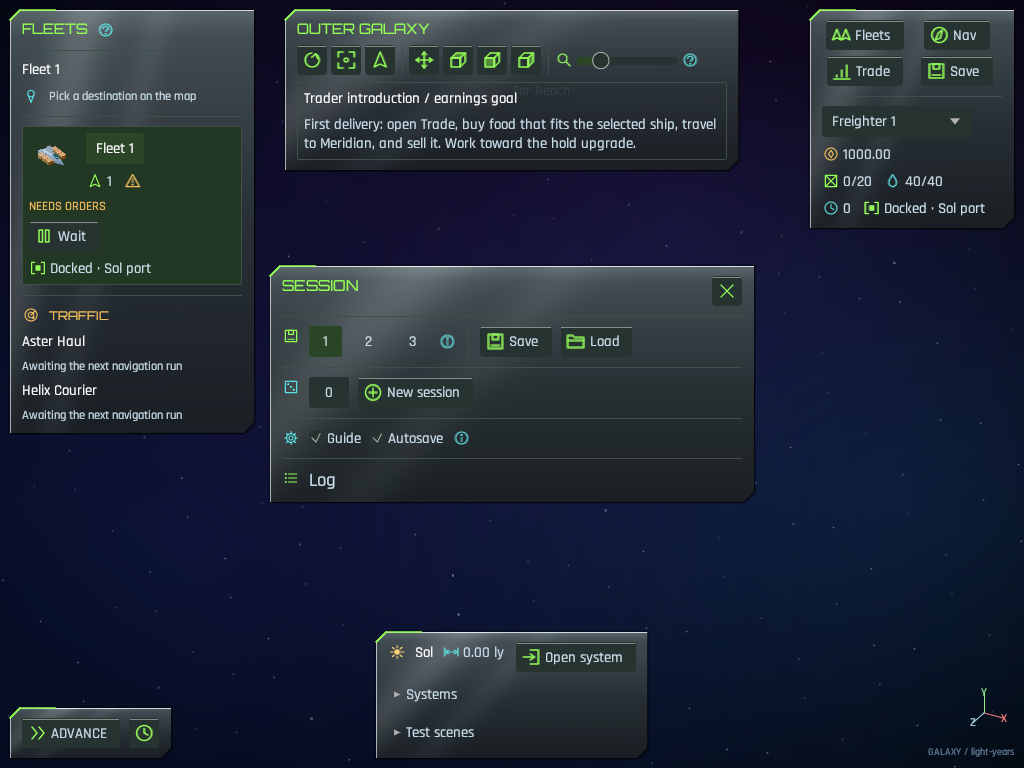 FLEETS
Fleet 1
Pick a destination on the map
Fleet 1
1
NEEDS ORDERS
Wait
Docked · Sol port
TRAFFIC
Aster Haul
Awaiting the next navigation run
Helix Courier
Awaiting the next navigation run
OUTER GALAXY
Far Reach
Trader introduction / earnings goal
First delivery: open Trade, buy food that fits the selected ship, travel
to Meridian, and sell it. Work toward the hold upgrade.
Fleets Nav
Trade Save
Freighter 1
1000.00
0/20 40/40
0 Docked · Sol port
SESSION
1 2 3 Save Load
0 New session
Guide Autosave
Log
Sol 0.00 ly Open system
Systems
Test scenes
ADVANCE
Y
Z X
GALAXY / light-years